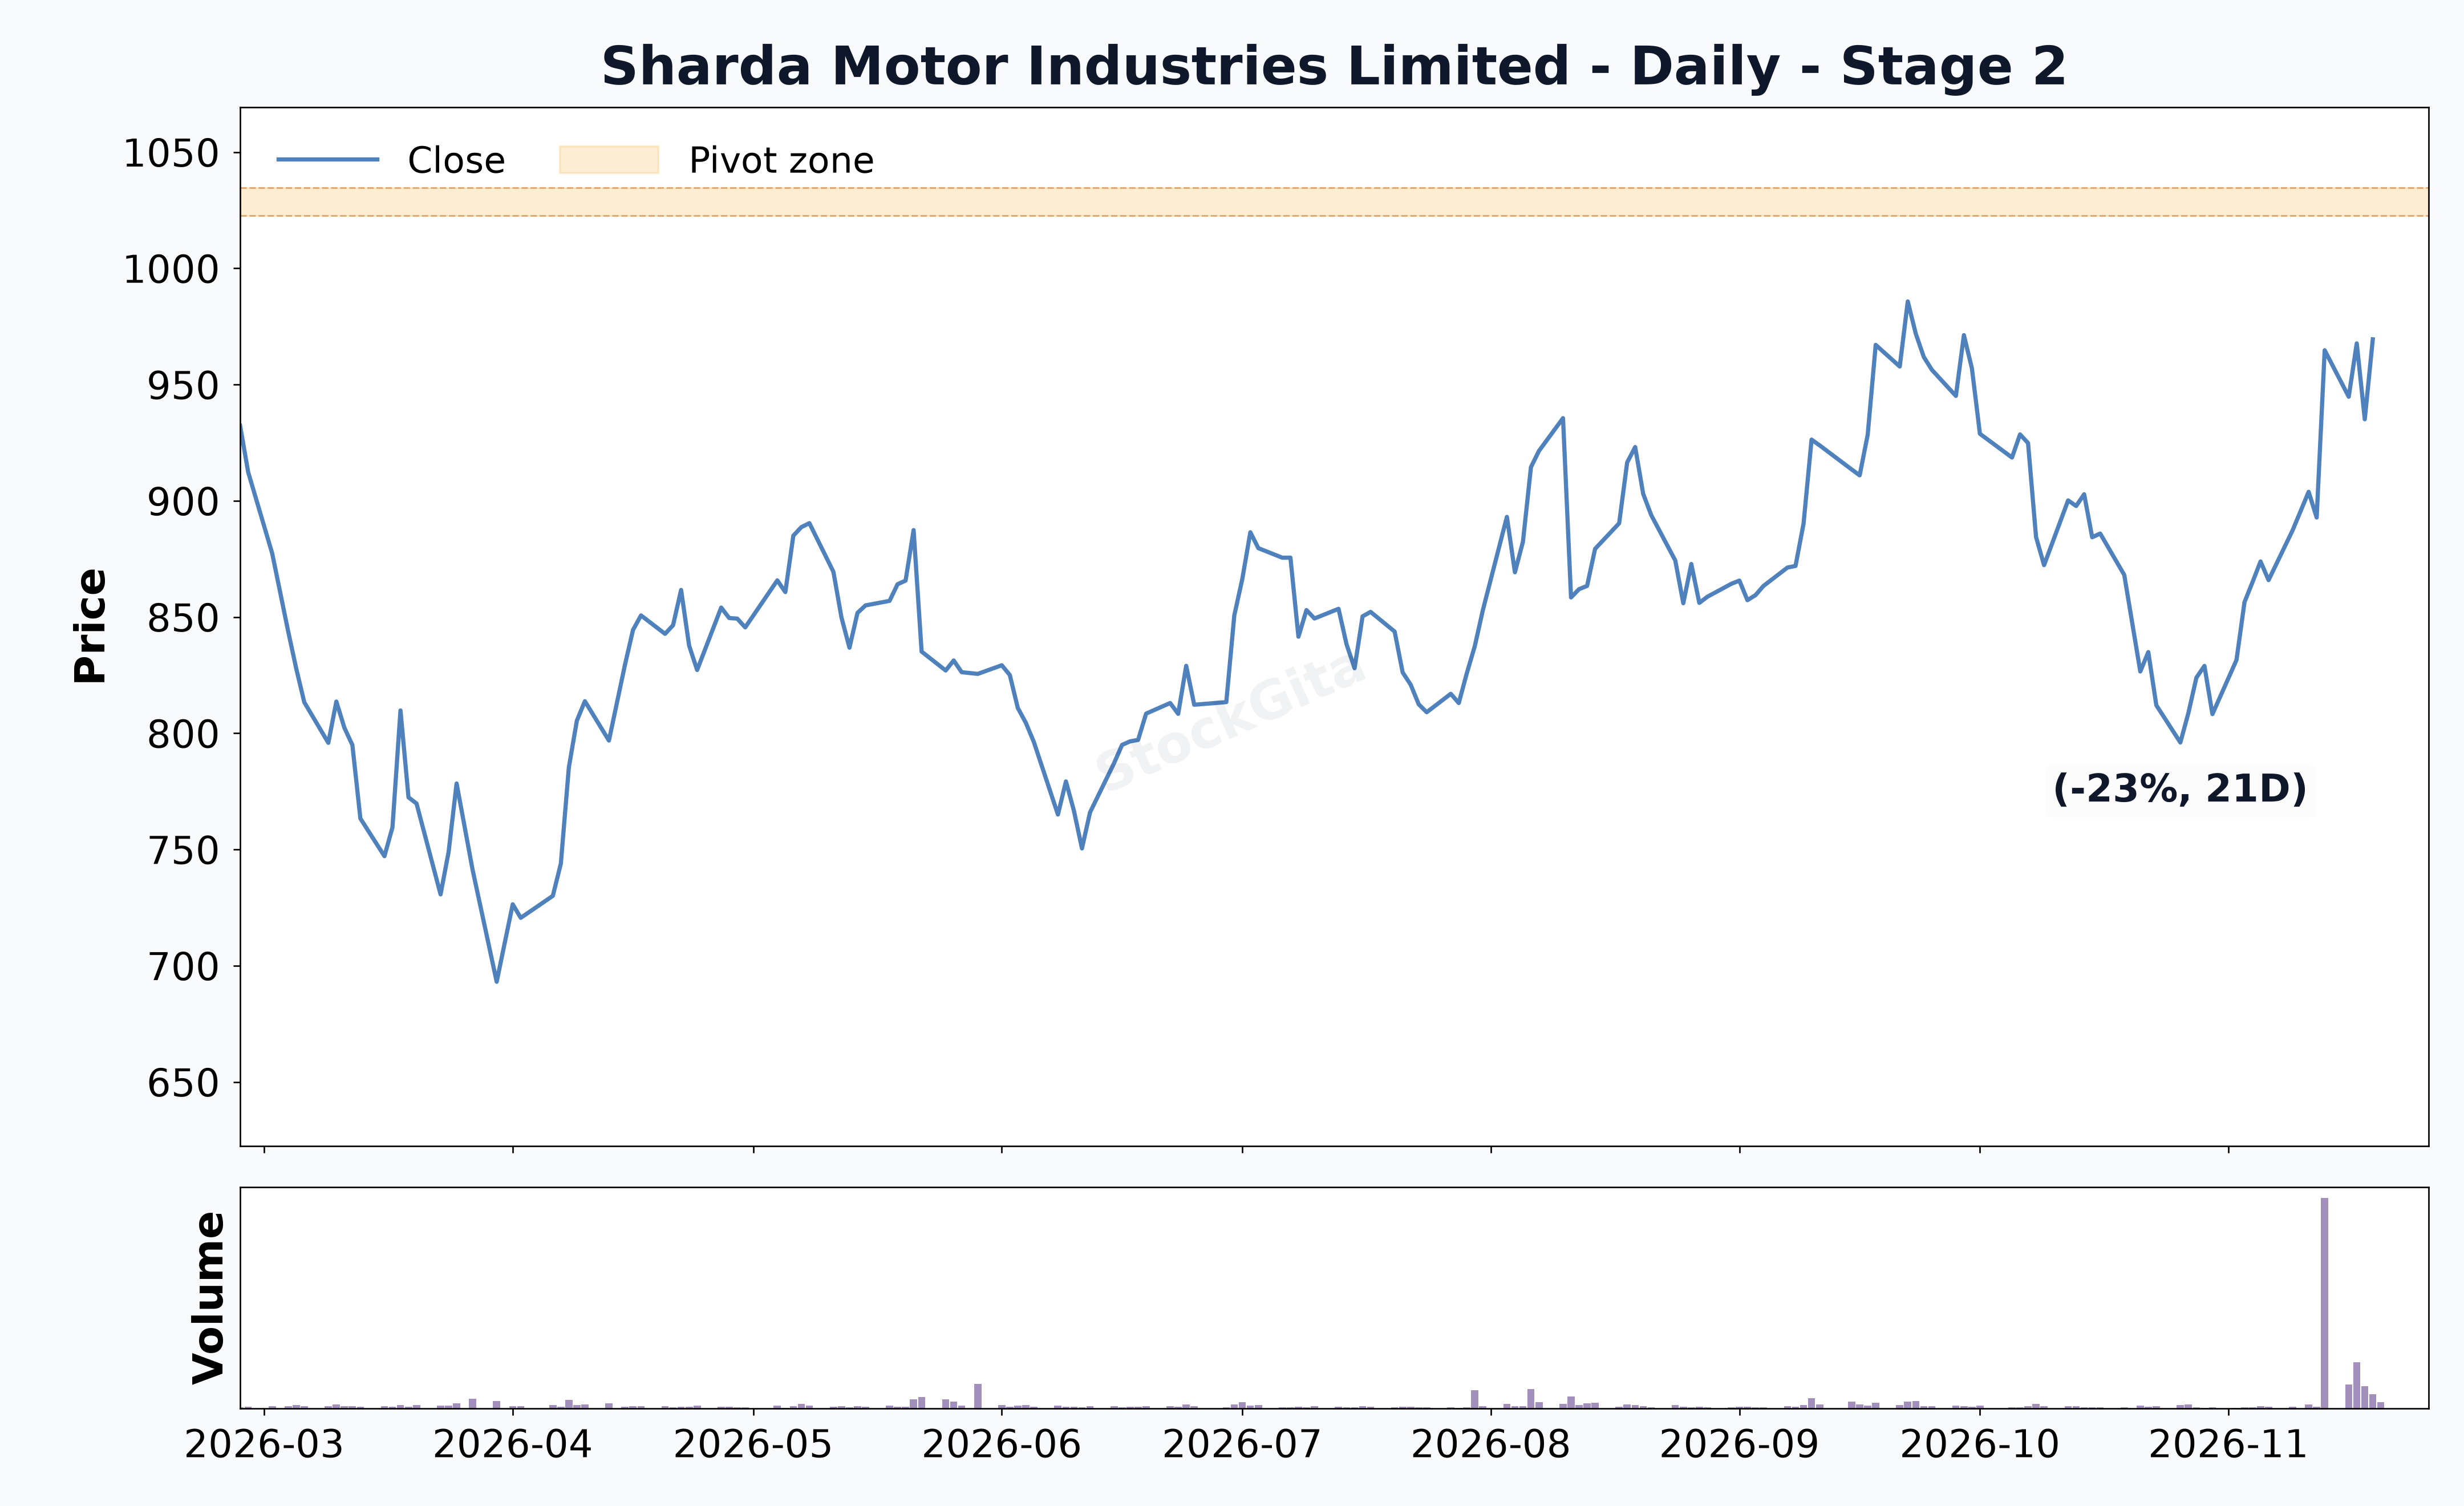 Sharda Motor Industries Limited - Daily - Stage 2
Close
Pivot zone
1050
1000
950
900
850
800
750
700
650
Price
StockGita
(-23%, 21D)
Volume
2026-03
2026-04
2026-05
2026-06
2026-07
2026-08
2026-09
2026-10
2026-11